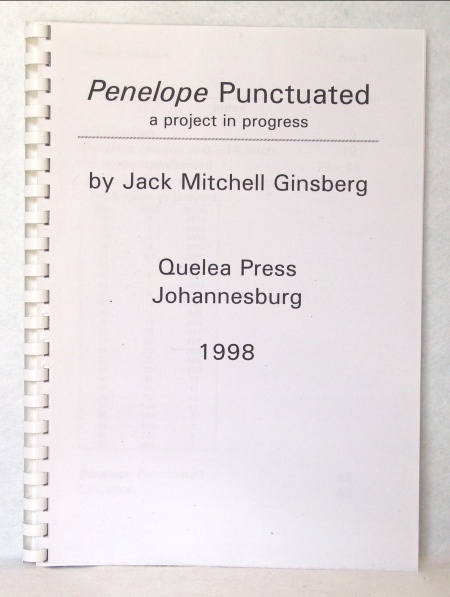 Penelope Punctuated
a project in progress
by Jack Mitchell Ginsberg
Quelea Press
Johannesburg
1998